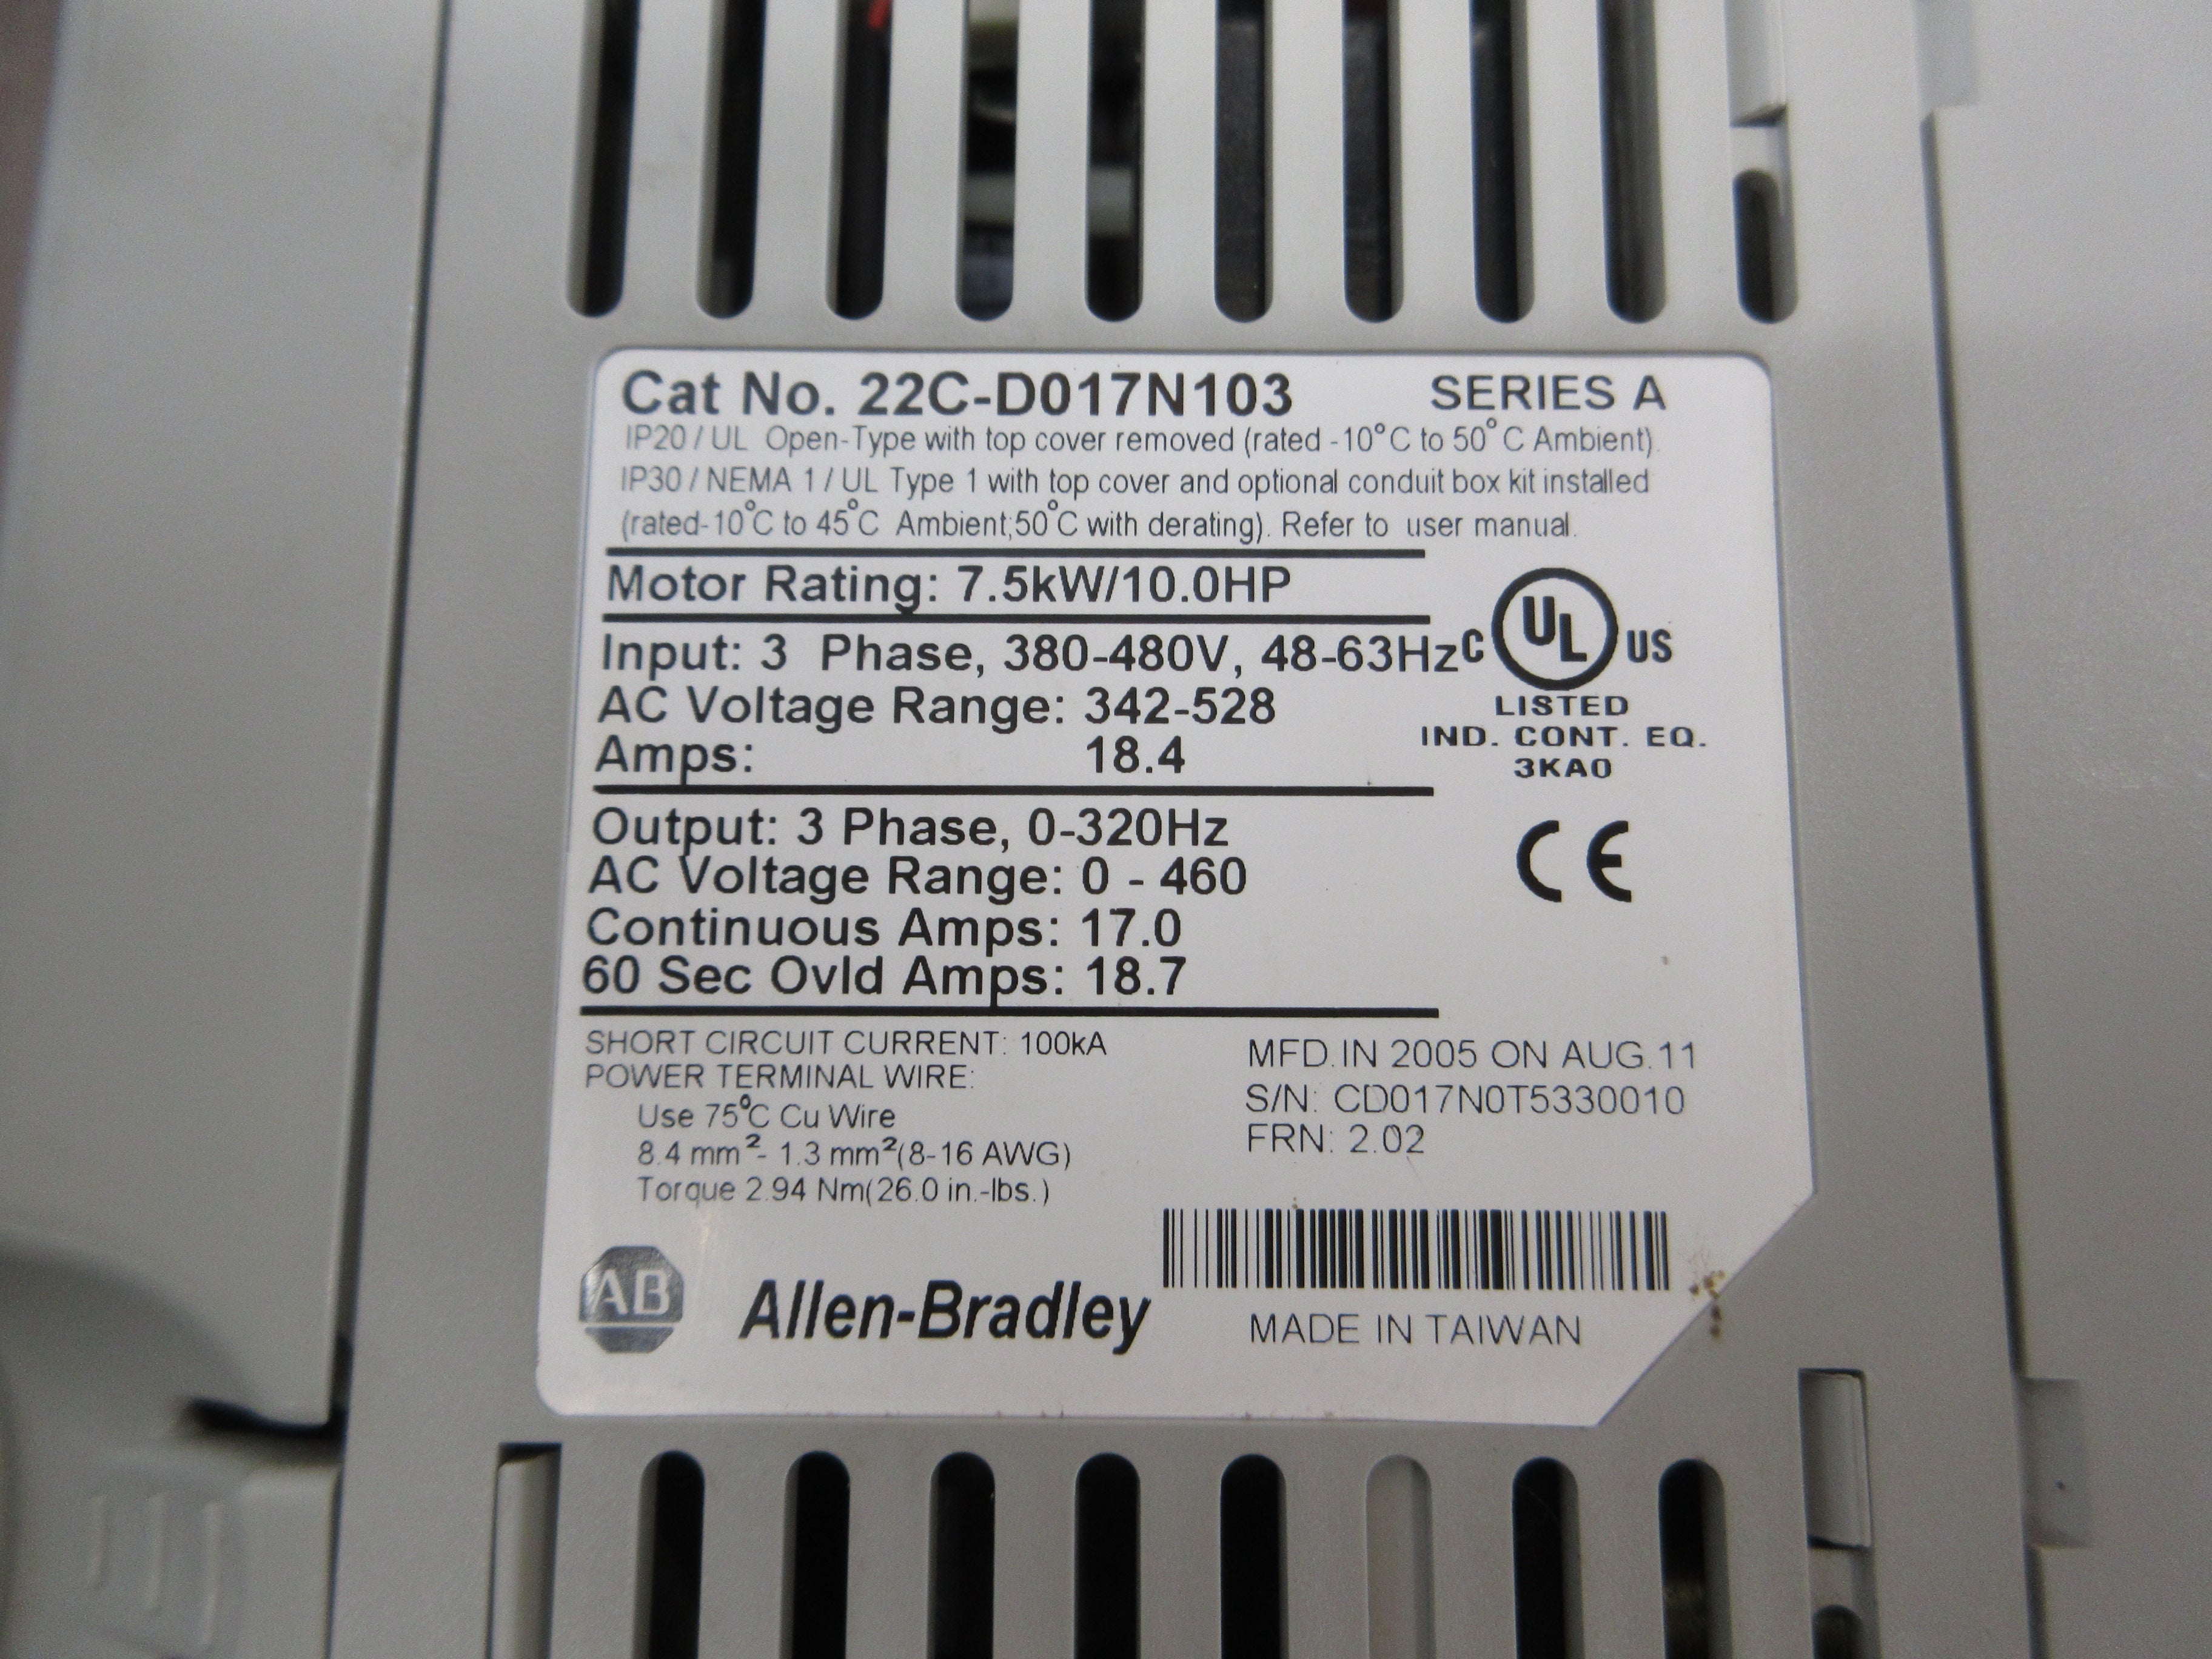 Cat No. 22C-D017N103 SERIES A
IP20 / UL Open-Type with top cover removed (rated -10°C to 50°C Ambient).
IP30 / NEMA 1 / UL Type 1 with top cover and optional conduit box kit installed
(rated-10°C to 45°C Ambient;50°C with derating). Refer to user manual.
Motor Rating: 7.5kW/10.0HP
Input: 3 Phase, 380-480V, 48-63Hz
AC Voltage Range: 342-528
Amps: 18.4
C UL US
LISTED
IND. CONT. EQ.
3KA0
Output: 3 Phase, 0-320Hz
AC Voltage Range: 0 - 460
Continuous Amps: 17.0
60 Sec Ovld Amps: 18.7
CE
SHORT CIRCUIT CURRENT: 100kA
POWER TERMINAL WIRE:
Use 75°C Cu Wire
8.4 mm²- 1.3 mm²(8-16 AWG)
Torque 2.94 Nm(26.0 in.-lbs.)
MFD.IN 2005 ON AUG.11
S/N: CD017N0T5330010
FRN: 2.02
AB Allen-Bradley
MADE IN TAIWAN